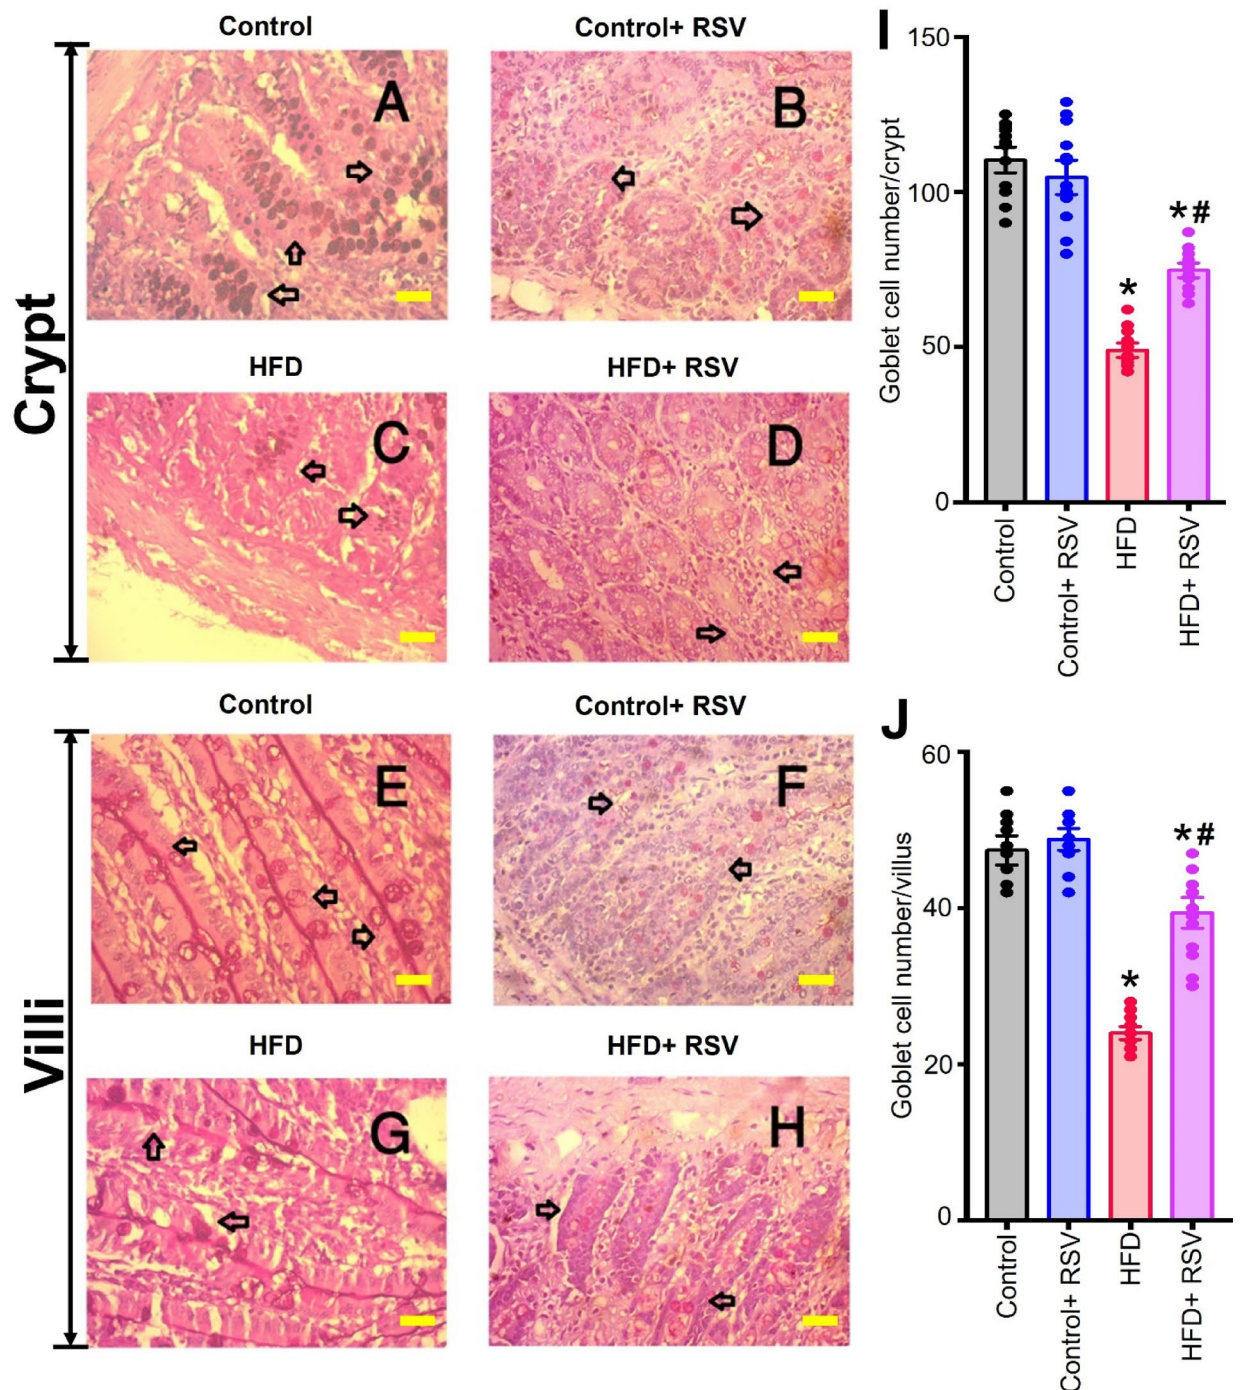 Control
Control+ RSV
A
B
HFD
HFD+ RSV
C
D
Crypt
Control
Control+ RSV
E
F
HFD
HFD+ RSV
G
H
Villi
I
150
100
50
0
Goblet cell number/crypt
*
*#
Control
Control+ RSV
HFD
HFD+ RSV
J
60
40
20
0
Goblet cell number/villus
*
*#
Control
Control+ RSV
HFD
HFD+ RSV